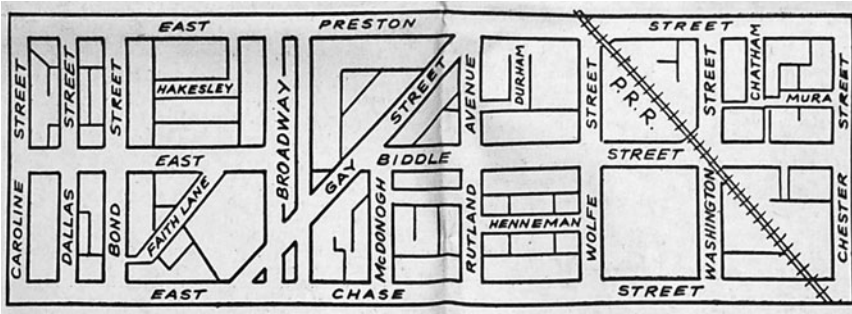 EAST PRESTON STREET
STREET
STREET
STREET
HAKESLEY
BROADWAY
GAY STREET
AVENUE
DURHAM
STREET
P.R.R.
STREET
CHATHAM
MURA
STREET
EAST BIDDLE STREET
CAROLINE
DALLAS
BOND
FAITH LANE
McDONOGH
RUTLAND
HENNEMAN
WOLFE
WASHINGTON
CHESTER
EAST CHASE STREET